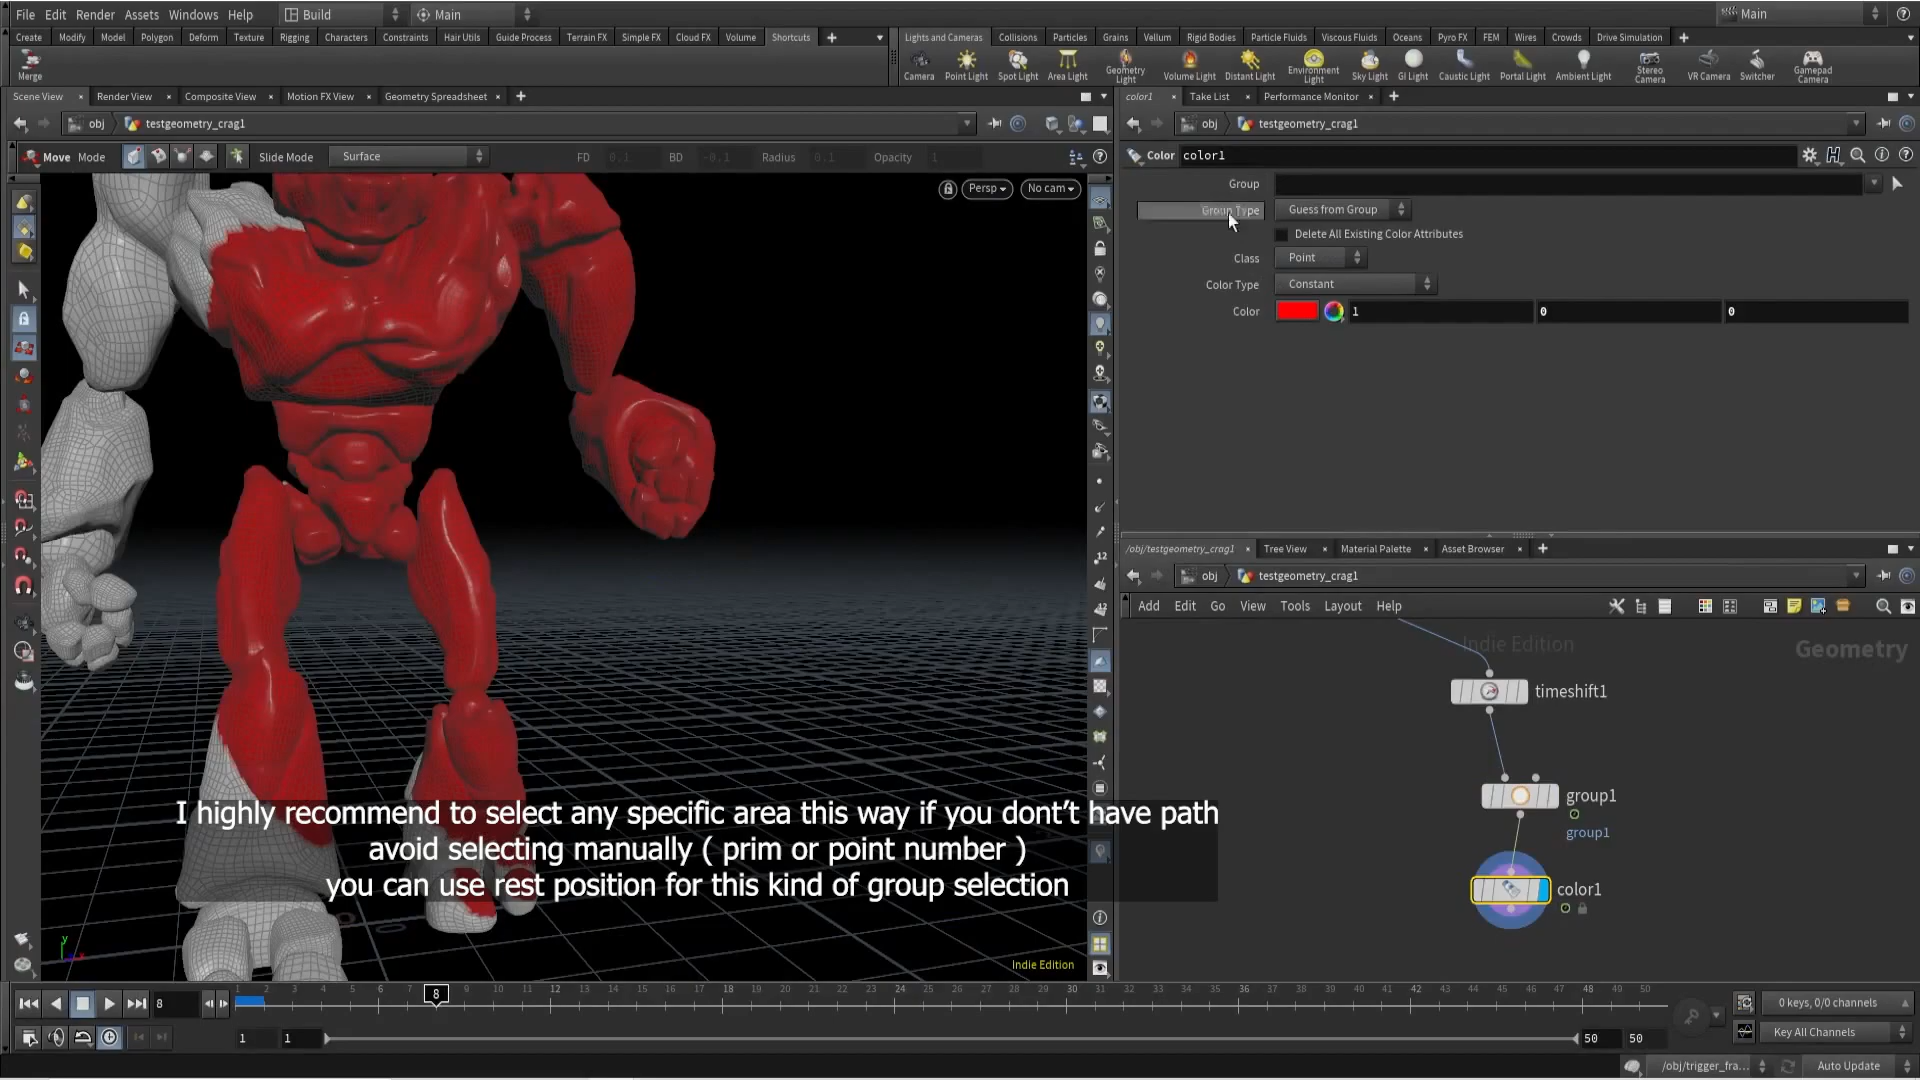 File Edit Render Assets Windows Help Build Main Main
Create Modify Model Polygon Deform Texture Rigging Characters Constraints Hair Utils Guide Process Terrain FX Simple FX Cloud FX Volume Shortcuts
Lights and Cameras Collisions Particles Grains Vellum Rigid Bodies Particle Fluids Viscous Fluids Oceans Pyro FX FEM Wires Crowds Drive Simulation
Merge
Camera Point Light Spot Light Area Light Geometry Light Volume Light Distant Light Environment Light Sky Light GI Light Caustic Light Portal Light Ambient Light Stereo Camera VR Camera Switcher Gamepad Camera
Scene View Render View Composite View Motion FX View Geometry Spreadsheet
color1 Take List Performance Monitor
obj testgeometry_crag1
obj testgeometry_crag1
Move Mode Slide Mode Surface FD 0.1 BD -0.1 Radius 0.1 Opacity 1
Color color1
Persp No cam
Group
Group Type Guess from Group
Delete All Existing Color Attributes
Class Point
Color Type Constant
Color 1 0 0
/obj/testgeometry_crag1 Tree View Material Palette Asset Browser
obj testgeometry_crag1
Add Edit Go View Tools Layout Help
Indie Edition Geometry
timeshift1
group1
group1
color1
I highly recommend to select any specific area this way if you dont't have path
avoid selecting manually ( prim or point number )
you can use rest position for this kind of group selection
Indie Edition
8 2 3 4 6 7 8 9 10 11 12 13 14 15 16 17 18 19 20 21 22 23 24 25 26 27 28 29 30 31 32 33 34 35 36 37 38 39 40 41 42 43 44 45 46 47 48 49 50
0 keys, 0/0 channels
1 1 50 50 Key All Channels
/obj/trigger_fra... Auto Update